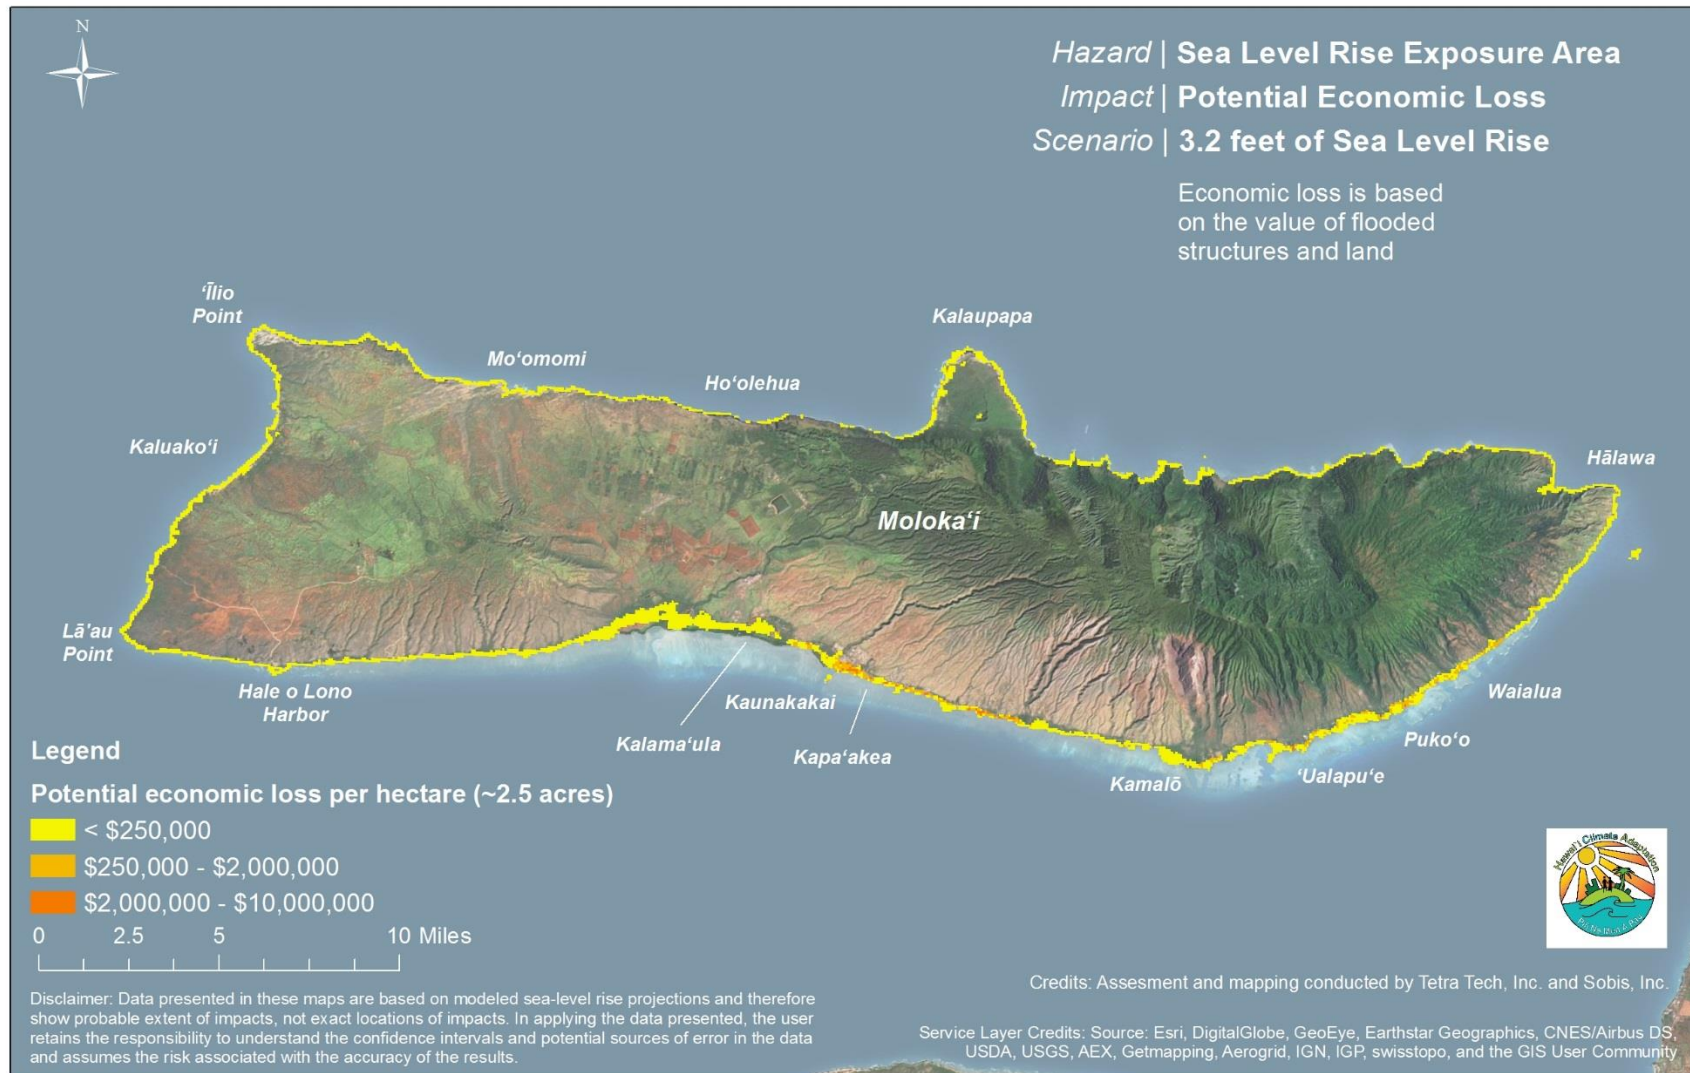 N
Hazard | Sea Level Rise Exposure Area
Impact | Potential Economic Loss
Scenario | 3.2 feet of Sea Level Rise
Economic loss is based
on the value of flooded
structures and land
ʻĪlio
Point
Kalaupapa
Moʻomomi
Hoʻolehua
Kaluakoʻi
Hālawa
Molokaʻi
Lāʻau
Point
Hale o Lono
Harbor
Kaunakakai
Waialua
Kalamaʻula
Kapaʻakea
Pukoʻo
Kamalō
ʻUalapuʻe
Legend
Potential economic loss per hectare (~2.5 acres)
< $250,000
$250,000 - $2,000,000
$2,000,000 - $10,000,000
0 2.5 5 10 Miles
Hawaiʻi Climate Adaptation
Credits: Assesment and mapping conducted by Tetra Tech, Inc. and Sobis, Inc.
Disclaimer: Data presented in these maps are based on modeled sea-level rise projections and therefore
show probable extent of impacts, not exact locations of impacts. In applying the data presented, the user
retains the responsibility to understand the confidence intervals and potential sources of error in the data
and assumes the risk associated with the accuracy of the results.
Service Layer Credits: Source: Esri, DigitalGlobe, GeoEye, Earthstar Geographics, CNES/Airbus DS,
USDA, USGS, AEX, Getmapping, Aerogrid, IGN, IGP, swisstopo, and the GIS User Community